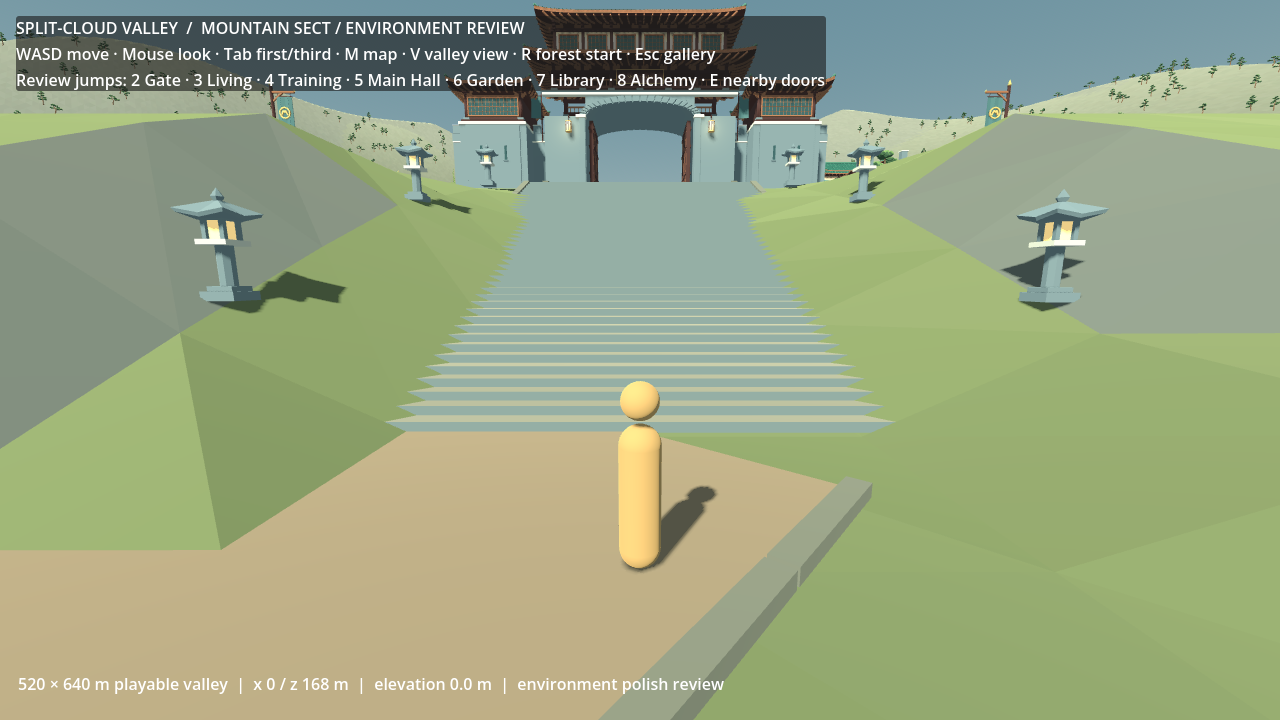 SPLIT-CLOUD VALLEY / MOUNTAIN SECT / ENVIRONMENT REVIEW
WASD move · Mouse look · Tab first/third · M map · V valley view · R forest start · Esc gallery
Review jumps: 2 Gate · 3 Living · 4 Training · 5 Main Hall · 6 Garden · 7 Library · 8 Alchemy · E nearby doors
520 × 640 m playable valley | x 0 / z 168 m | elevation 0.0 m | environment polish review